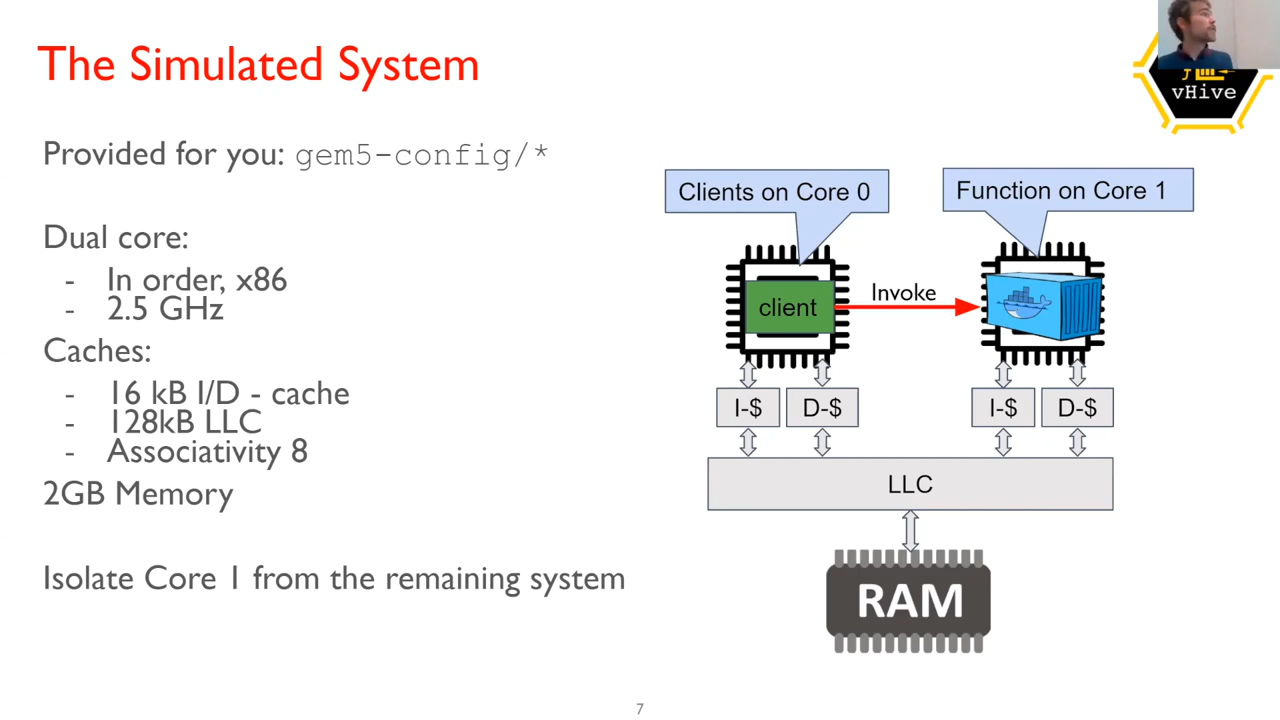 The Simulated System
vHive
Provided for you: gem5-config/*
Clients on Core 0
Function on Core 1
Dual core:
- In order, x86
- 2.5 GHz
Caches:
- 16 kB I/D - cache
- 128kB LLC
- Associativity 8
2GB Memory
Isolate Core 1 from the remaining system
client
Invoke
I-$
D-$
I-$
D-$
LLC
RAM
7